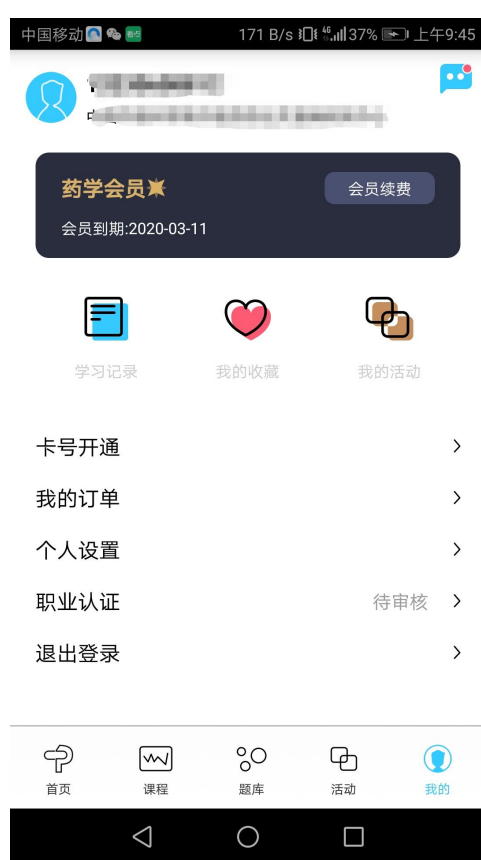 中国移动 171 B/s 4G 37% 上午9:45
药学会员
会员续费
会员到期:2020-03-11
学习记录 我的收藏 我的活动
卡号开通
我的订单
个人设置
职业认证 待审核
退出登录
首页 课程 题库 活动 我的